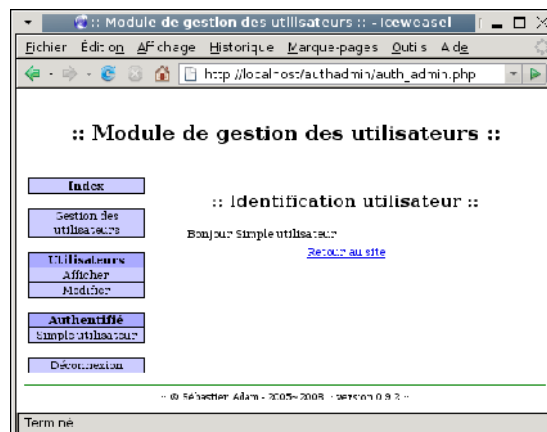 :: Module de gestion des utilisateurs :: - Iceweasel
Fichier Édition Affichage Historique Marque-pages Outils Aide
http://localhost/authadmin/auth_admin.php
:: Module de gestion des utilisateurs ::
Index
Gestion des
utilisateurs
Utilisateurs
Afficher
Modifier
Authentifié
Simple utilisateur
Déconnexion
:: Identification utilisateur ::
Bonjour Simple utilisateur
Retour au site
:: © Sébastien Adam - 2005~2008 :: version 0.9.2 ::
Terminé